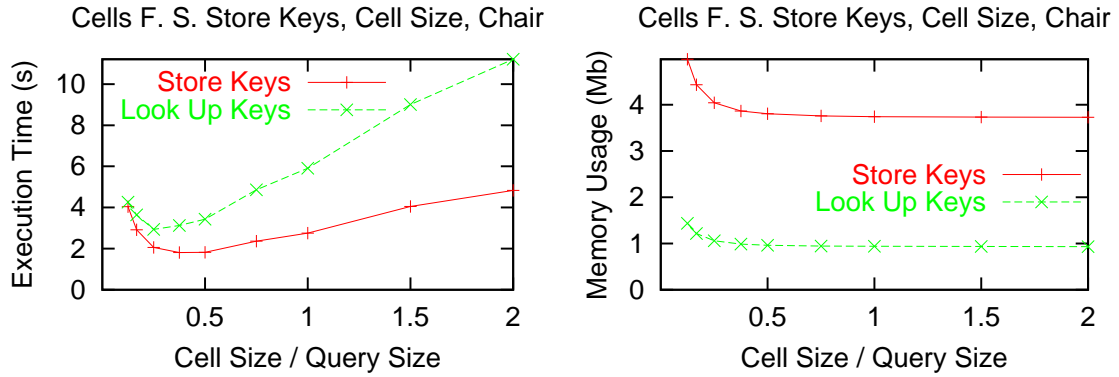 Cells F. S. Store Keys, Cell Size, Chair
Execution Time (s)
10
8
6
4
2
0
Store Keys
Look Up Keys
0.5
1
1.5
2
Cell Size / Query Size
Cells F. S. Store Keys, Cell Size, Chair
Memory Usage (Mb)
4
3
2
1
0
Store Keys
Look Up Keys
0.5
1
1.5
2
Cell Size / Query Size